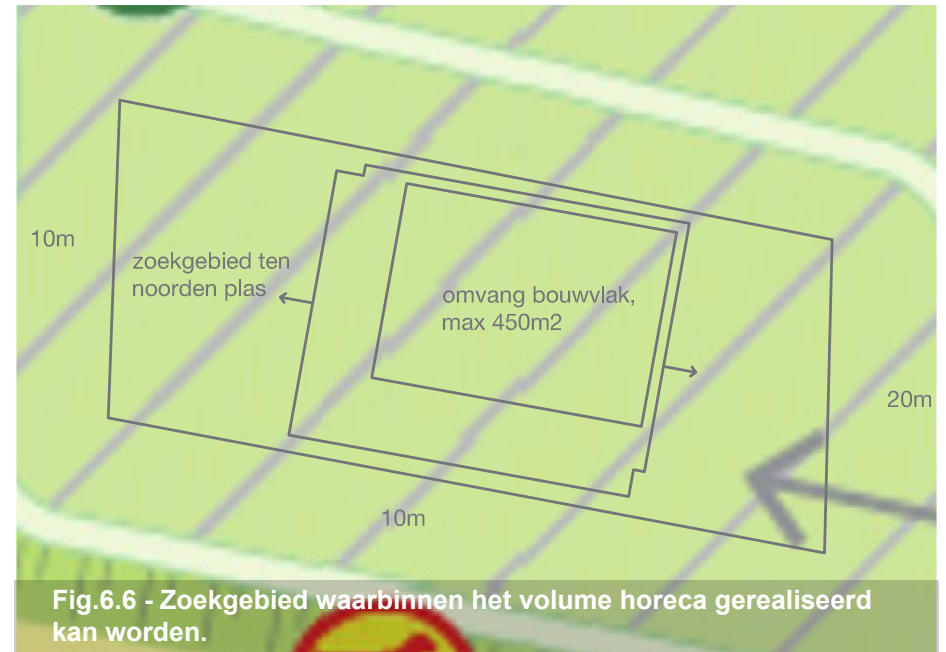 10m
zoekgebied ten
noorden plas
omvang bouwvlak,
max 450m2
20m
10m
Fig.6.6 - Zoekgebied waarbinnen het volume horeca gerealiseerd
kan worden.